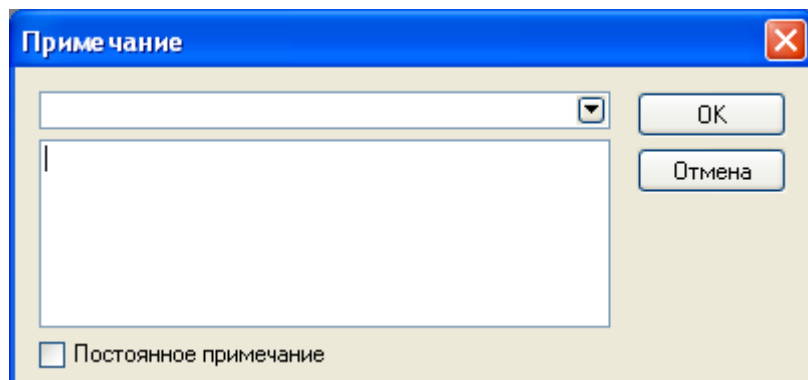 Примечание
OK
Отмена
Постоянное примечание